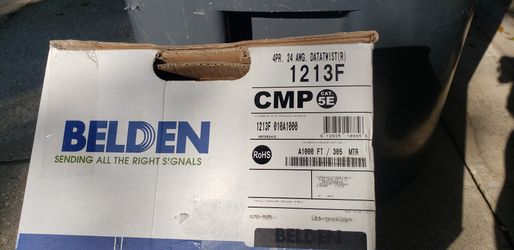 4PR. 24 AWG. DATATWIST(R)
1213F
CMP CAT. 5E
1213F 010A1000
REFERENCE:
RoHS
A1000 FT / 305 MTR
BELDEN
SENDING ALL THE RIGHT SIGNALS
BELDEN